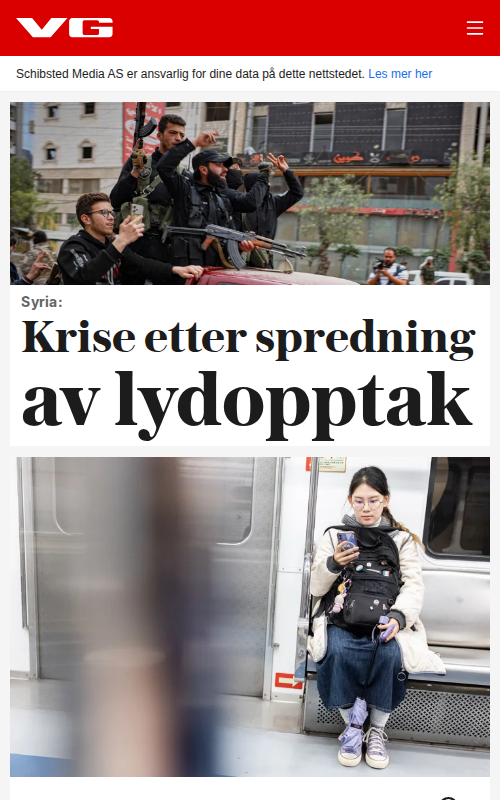 VG
Schibsted Media AS er ansvarlig for dine data på dette nettstedet. Les mer her
Syria:
Krise etter spredning
av lydopptak